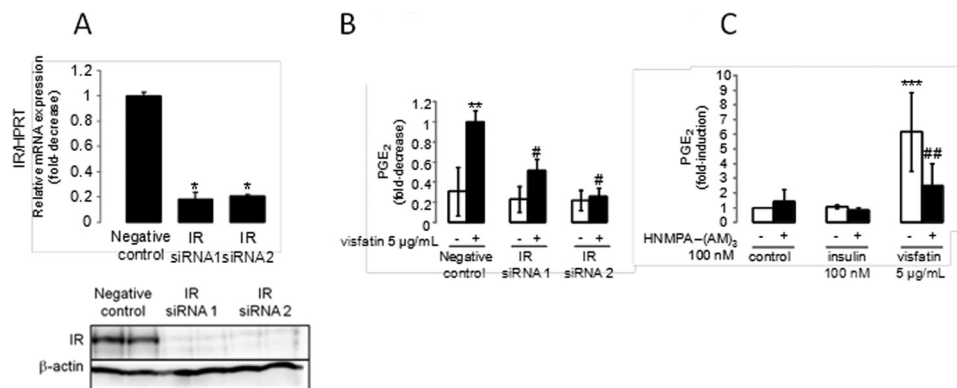 A
IR/HPRT
Relative mRNA expression
(fold-decrease)
1.2
1
0.8
0.6
0.4
0.2
0
* *
Negative control
IR siRNA1
IR siRNA2
Negative control
IR siRNA 1
IR siRNA 2
IR
β-actin
B
PGE2
(fold-decrease)
1.2
1
0.8
0.6
0.4
0.2
0
** # #
visfatin 5 µg/mL - + - + - +
Negative control
IR siRNA 1
IR siRNA 2
C
PGE2
(fold-induction)
10
9
8
7
6
5
4
3
2
1
0
***
##
HNMPA-(AM)3 - + - + - +
100 nM
control
insulin 100 nM
visfatin 5 µg/mL